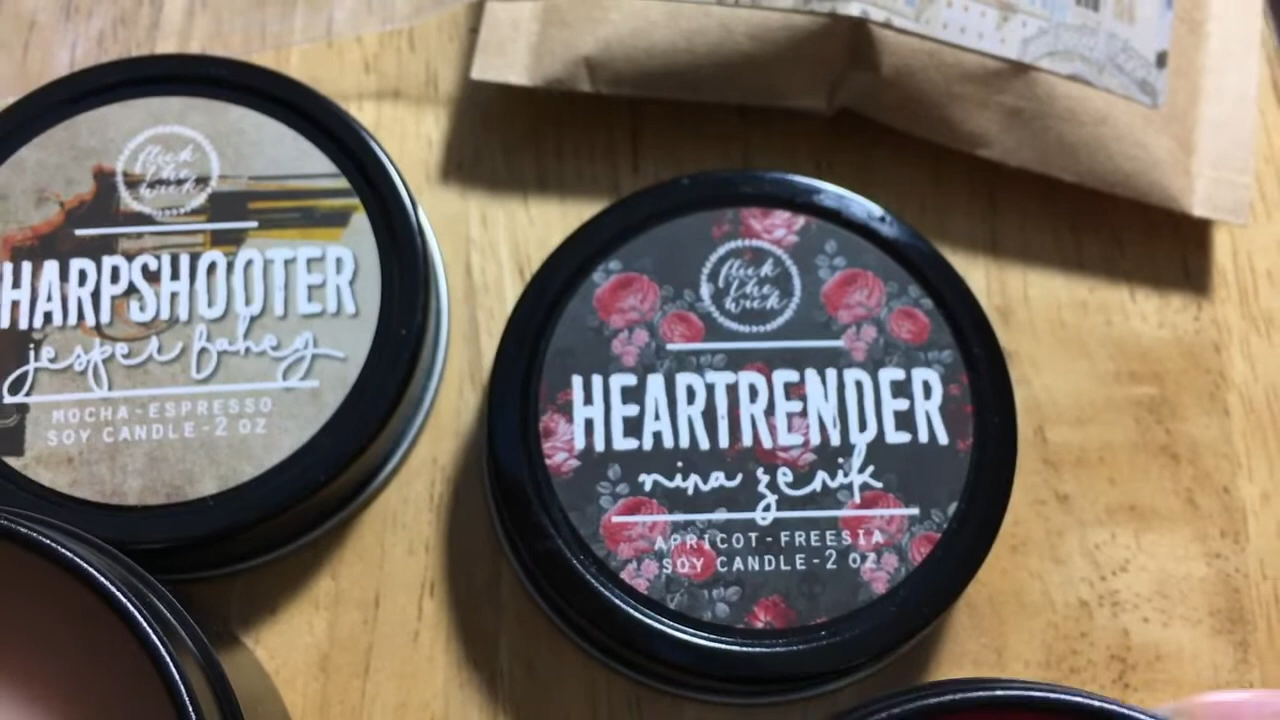 flick
the
wick
HARPSHOOTER
jesper fahey
MOCHA-ESPRESSO
SOY CANDLE-2 OZ
flick
the
wick
HEARTRENDER
nina zenik
APRICOT-FREESIA
SOY CANDLE-2 OZ